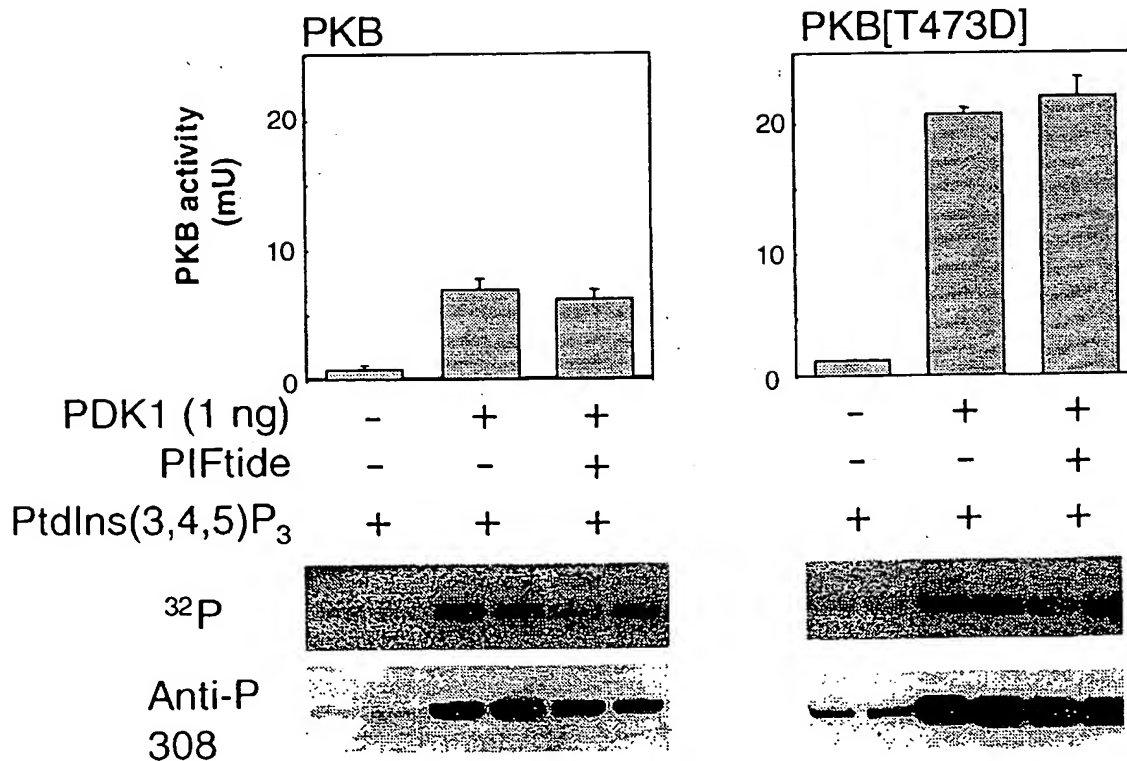 PKB
PKB[T473D]
PKB activity
(mU)
20
10
0
20
10
0
PDK1 (1 ng) - + + - + +
PIFtide - - + - - +
PtdIns(3,4,5)P3 + + + + + +
32P
Anti-P
308